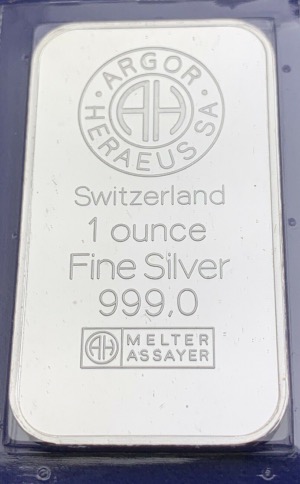 · ARGOR ·
HERAEUS SA
AH
Switzerland
1 ounce
Fine Silver
999,0
AH MELTER
ASSAYER